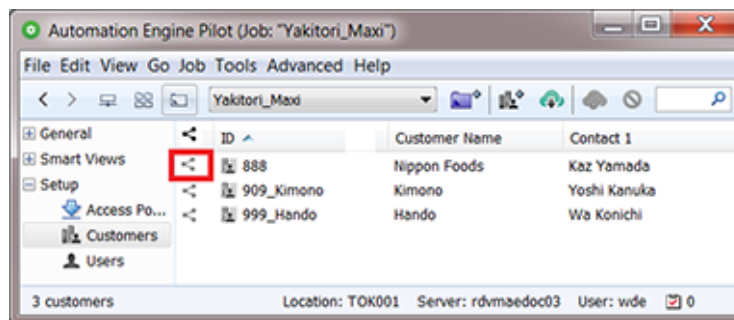 Automation Engine Pilot (Job: "Yakitori_Maxi")
File Edit View Go Job Tools Advanced Help
Yakitori_Maxi
General
ID Customer Name Contact 1
Smart Views
888 Nippon Foods Kaz Yamada
Setup
909_Kimono Kimono Yoshi Kanuka
Access Po...
999_Hando Hando Wa Konichi
Customers
Users
3 customers Location: TOK001 Server: rdvmaedoc03 User: wde 0